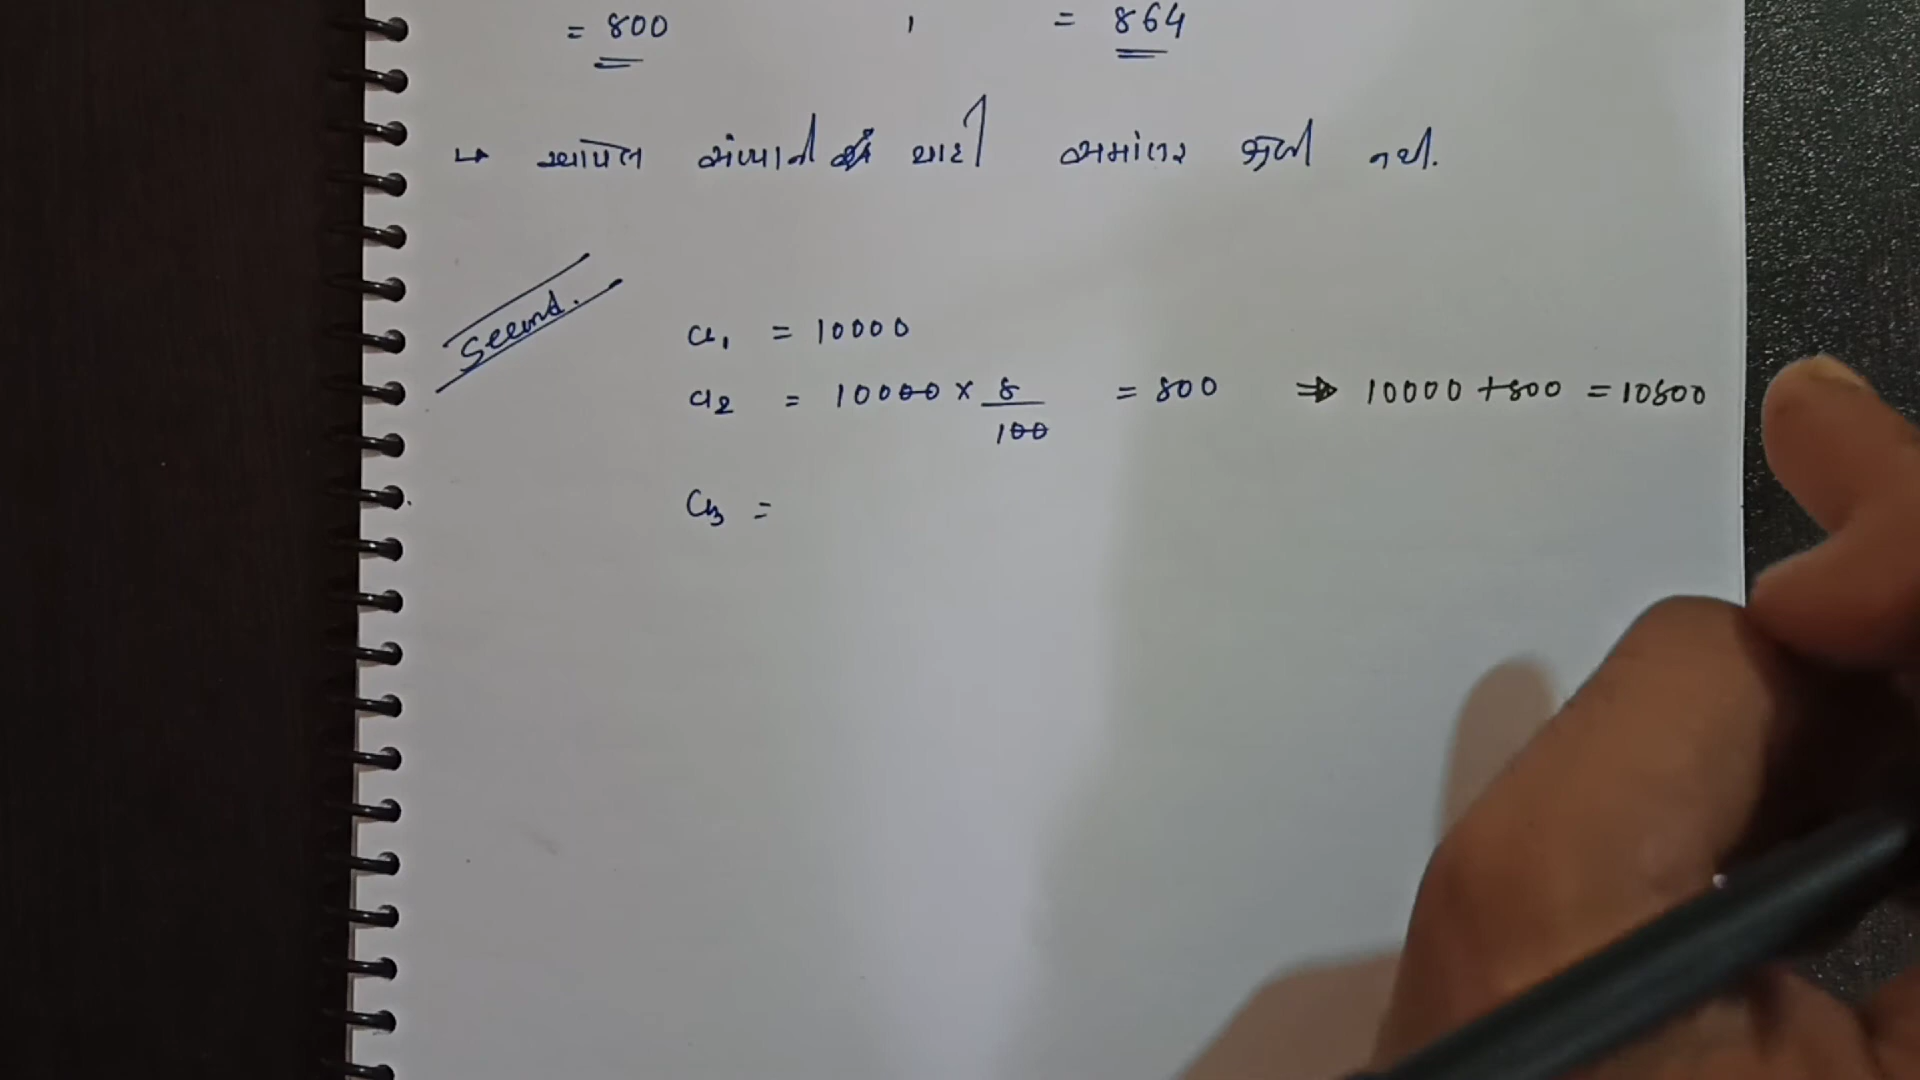 = 800 , = 864
↳ આપેલ સંખ્યાની યાદી સમાંતર શ્રેણી નથી.
Second.
a₁ = 10000
a₂ = 10000 × 8/100 = 800 ⇒ 10000 + 800 = 10800
a₃ =